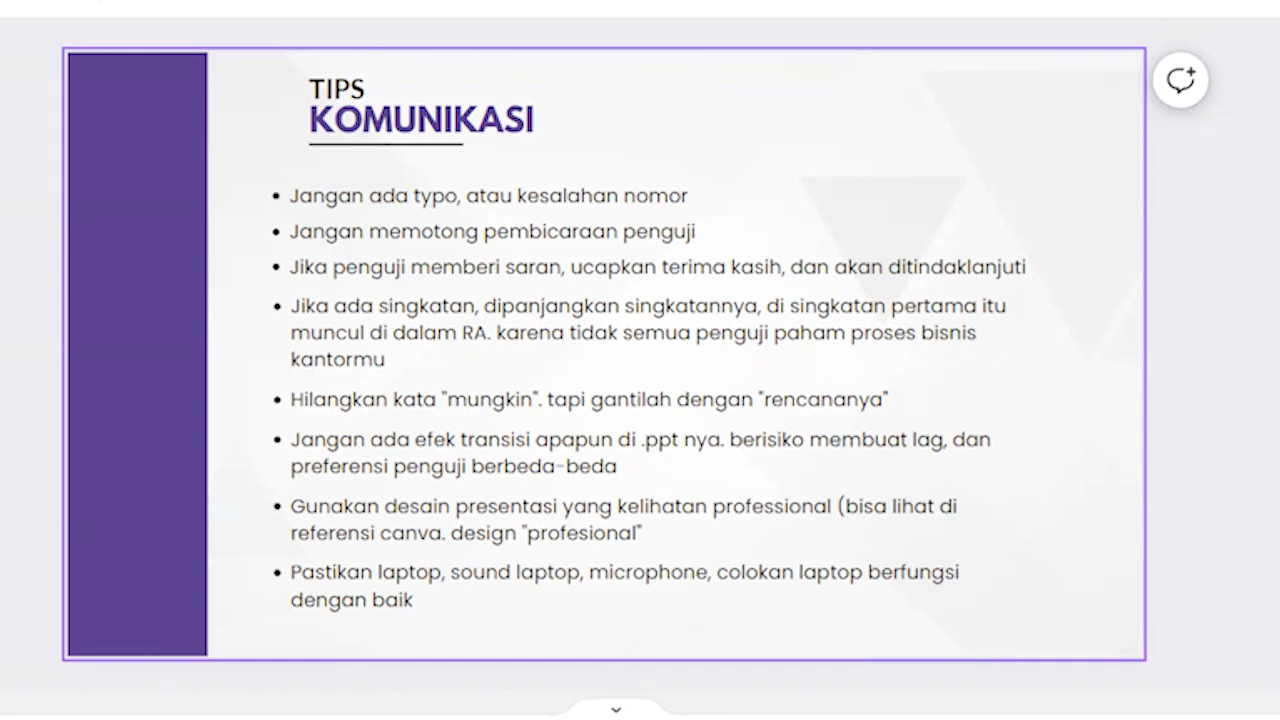 TIPS
KOMUNIKASI
• Jangan ada typo, atau kesalahan nomor
• Jangan memotong pembicaraan penguji
• Jika penguji memberi saran, ucapkan terima kasih, dan akan ditindaklanjuti
• Jika ada singkatan, dipanjangkan singkatannya, di singkatan pertama itu
muncul di dalam RA. karena tidak semua penguji paham proses bisnis
kantormu
• Hilangkan kata "mungkin". tapi gantilah dengan "rencananya"
• Jangan ada efek transisi apapun di .ppt nya. berisiko membuat lag, dan
preferensi penguji berbeda-beda
• Gunakan desain presentasi yang kelihatan professional (bisa lihat di
referensi canva. design "profesional"
• Pastikan laptop, sound laptop, microphone, colokan laptop berfungsi
dengan baik